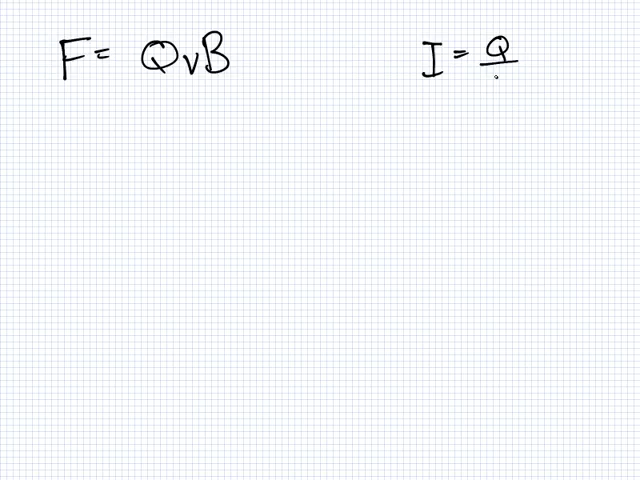 F = QvB
I = Q/